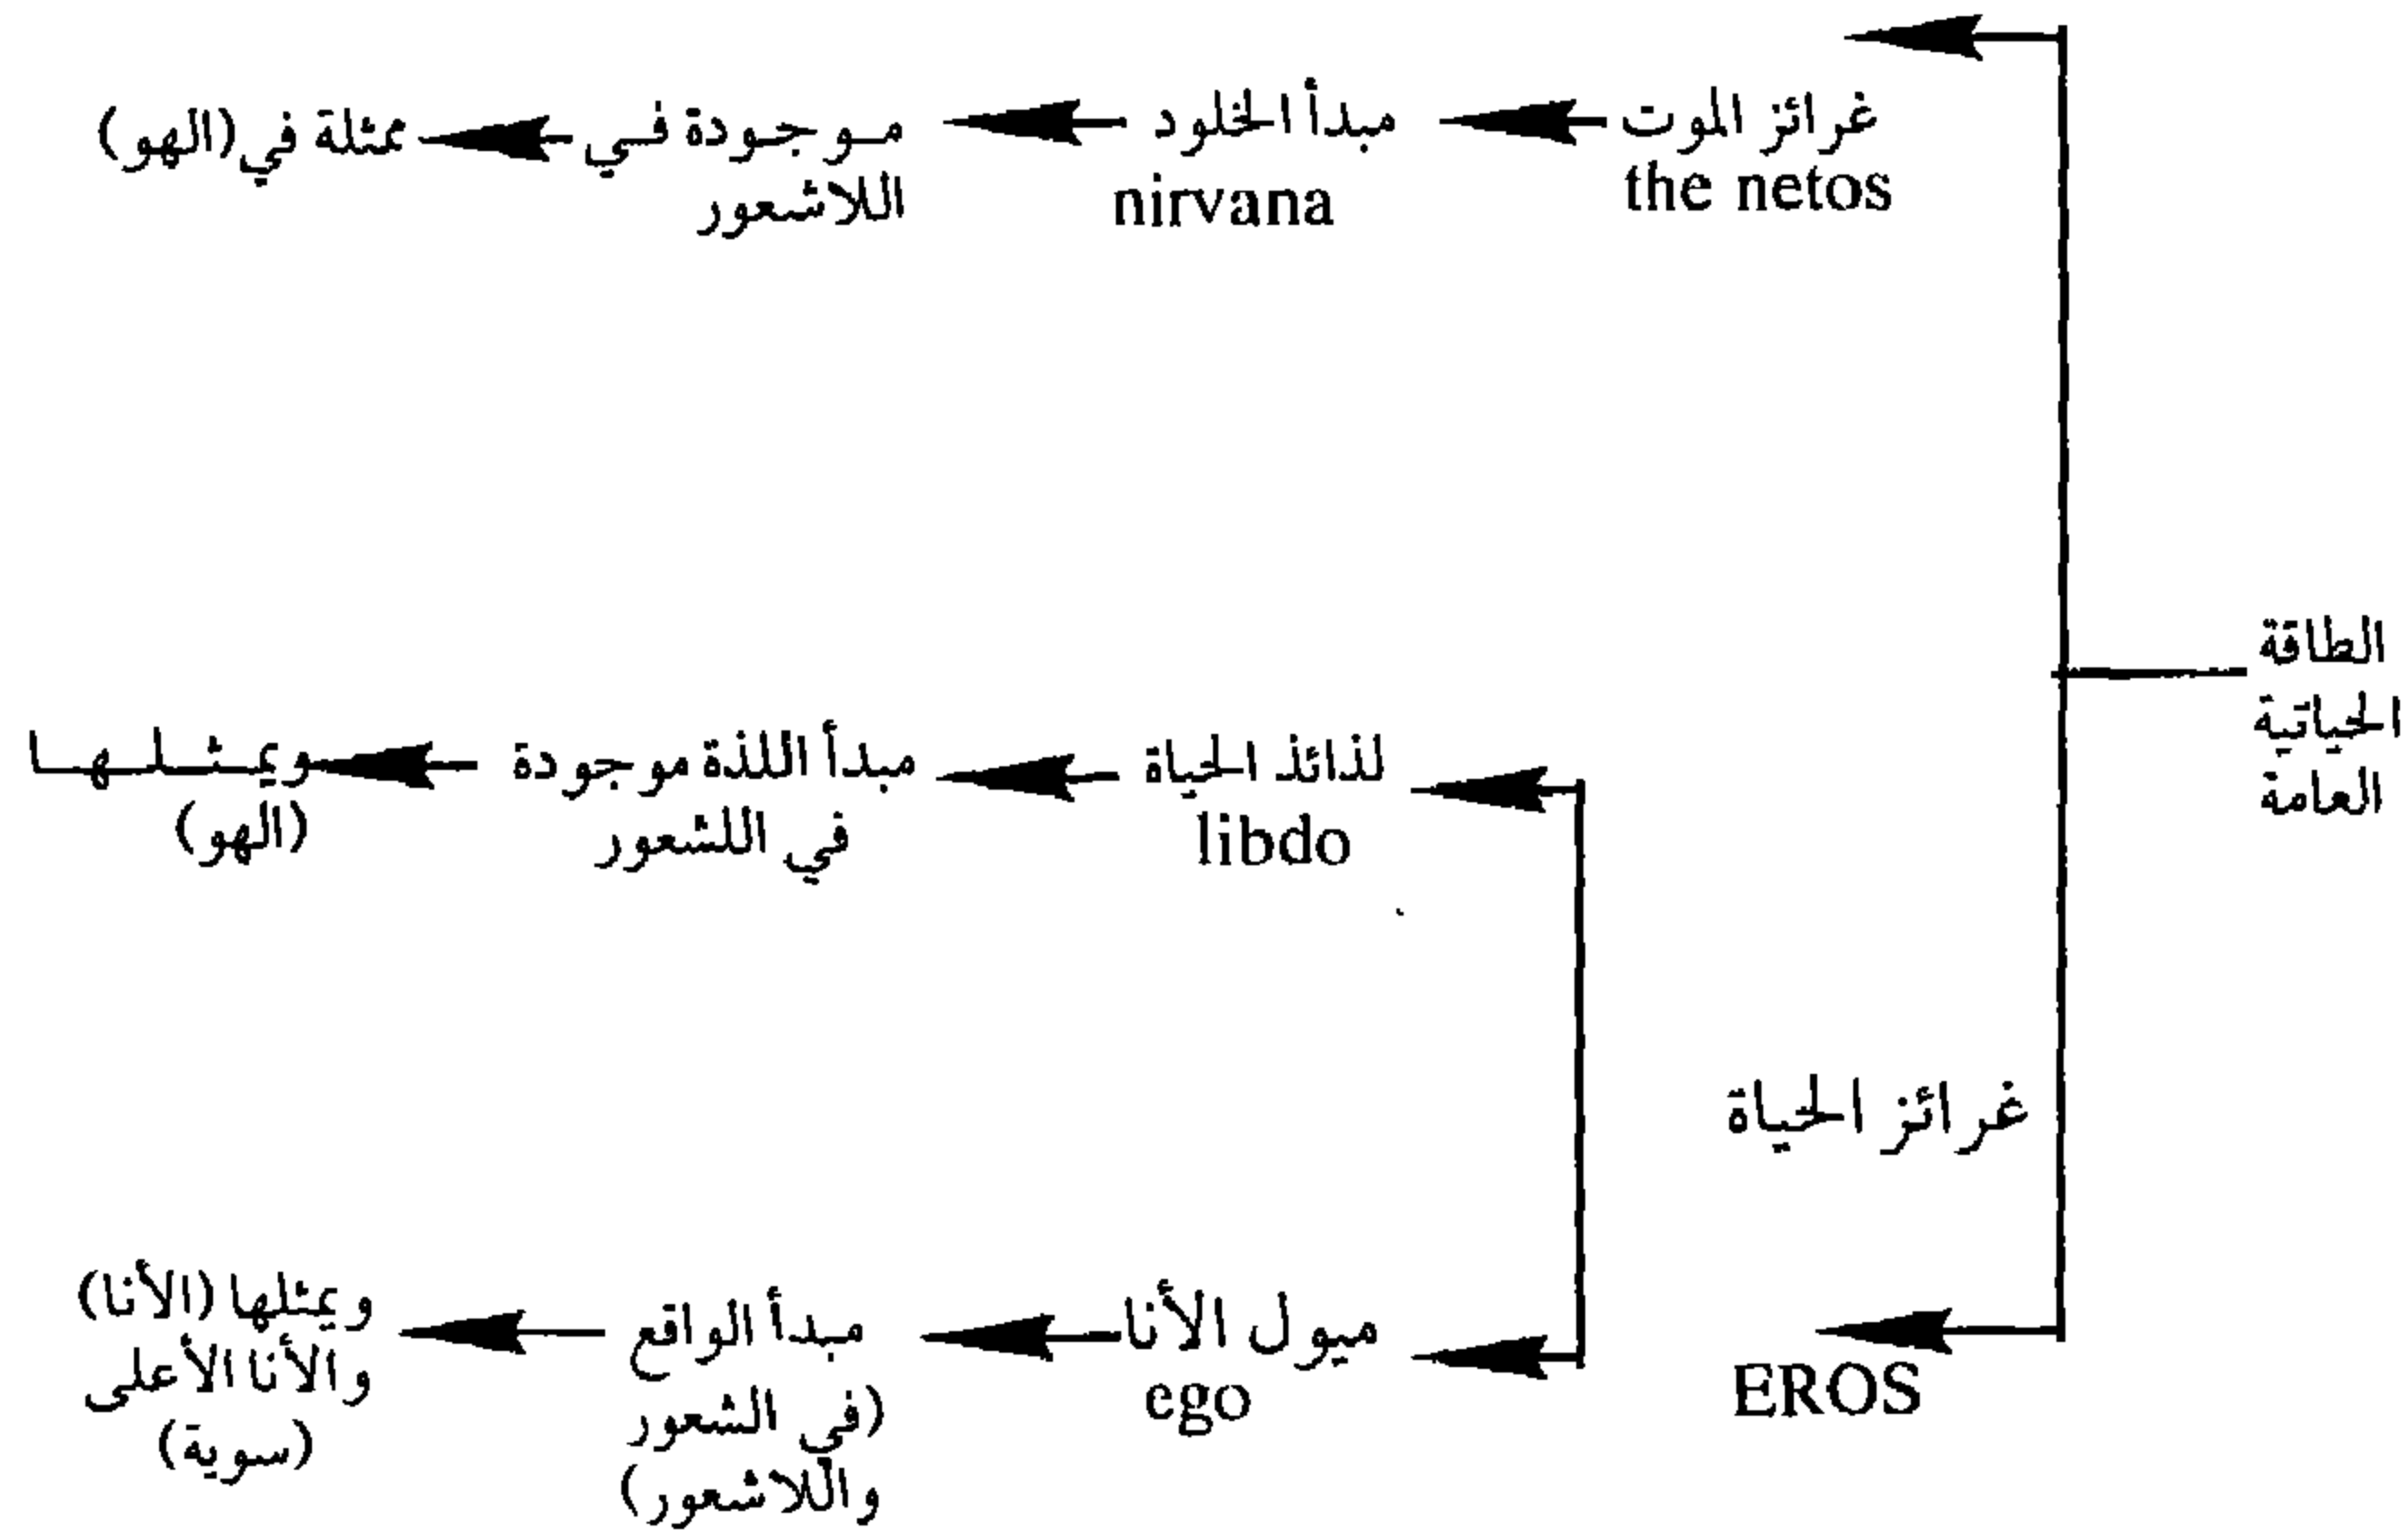 الطاقة
الحياتية
العامة
غرائز الموت
the netos
مبدأ الخلود
nirvana
موجودة في
اللاشعور
ممثلة في (الهو)
غرائز الحياة
EROS
لذائذ الحياة
libdo
مبدأ اللذة موجودة
في اللشعور
ويمثلها
(الهو)
ميول الأنا
ego
مبدأ الواقع
(في الشعور
واللاشعور)
ويمثلها (الأنا)
والأنا الأعلى
(سوية)